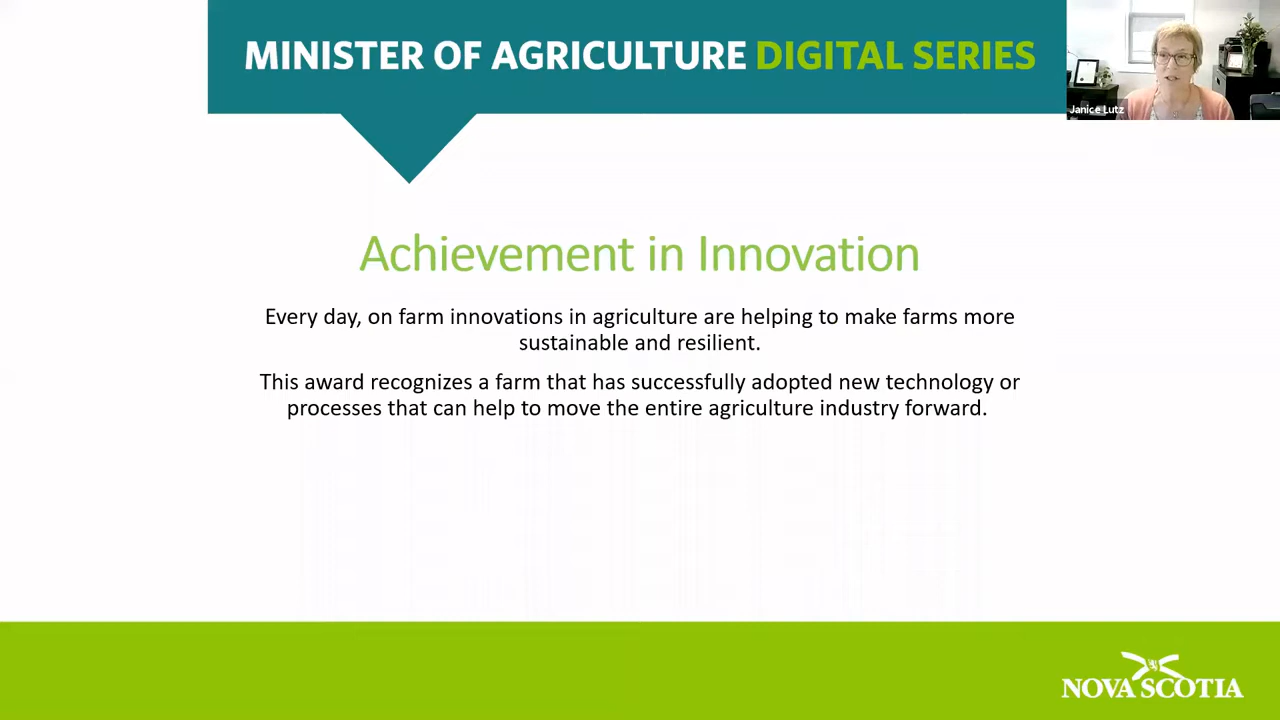 MINISTER OF AGRICULTURE DIGITAL SERIES
Janice Lutz
Achievement in Innovation
Every day, on farm innovations in agriculture are helping to make farms more
sustainable and resilient.
This award recognizes a farm that has successfully adopted new technology or
processes that can help to move the entire agriculture industry forward.
NOVA SCOTIA